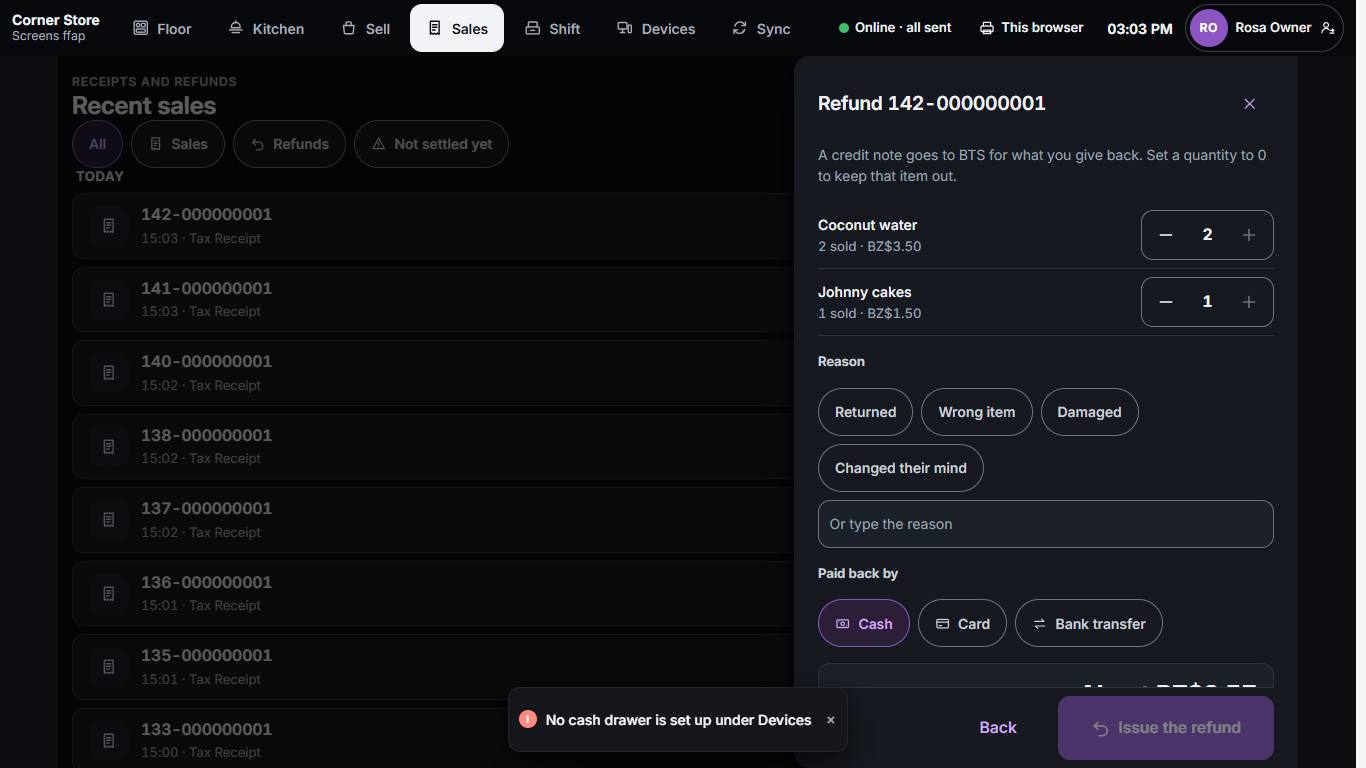 Corner Store
Screens ffap
Floor
Kitchen
Sell
Sales
Shift
Devices
Sync
Online · all sent
This browser
03:03 PM
RO
Rosa Owner
RECEIPTS AND REFUNDS
Recent sales
All
Sales
Refunds
Not settled yet
TODAY
142-000000001
15:03 · Tax Receipt
141-000000001
15:03 · Tax Receipt
140-000000001
15:02 · Tax Receipt
138-000000001
15:02 · Tax Receipt
137-000000001
15:02 · Tax Receipt
136-000000001
15:01 · Tax Receipt
135-000000001
15:01 · Tax Receipt
133-000000001
15:00 · Tax Receipt
Refund 142-000000001
A credit note goes to BTS for what you give back. Set a quantity to 0
to keep that item out.
Coconut water
2 sold · BZ$3.50
2
Johnny cakes
1 sold · BZ$1.50
1
Reason
Returned
Wrong item
Damaged
Changed their mind
Or type the reason
Paid back by
Cash
Card
Bank transfer
No cash drawer is set up under Devices
Back
Issue the refund